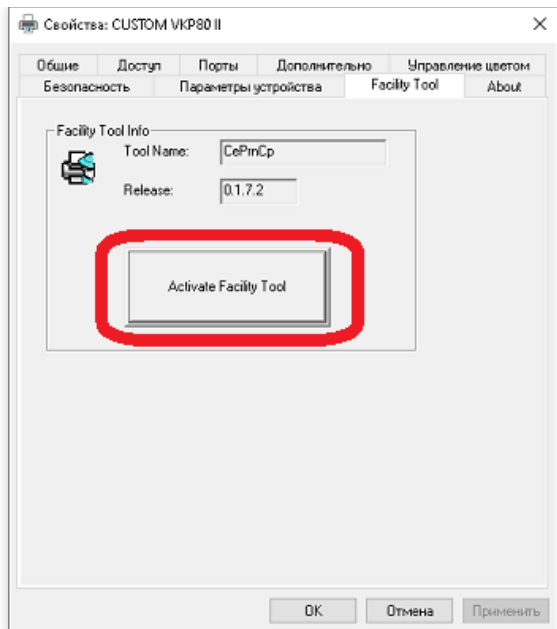 Свойства: CUSTOM VKP80 II
Общие Доступ Порты Дополнительно Управление цветом
Безопасность Параметры устройства Facility Tool About
Facility Tool Info
Tool Name: CePrnCp
Release: 0.1.7.2
Activate Facility Tool
OK Отмена Применить